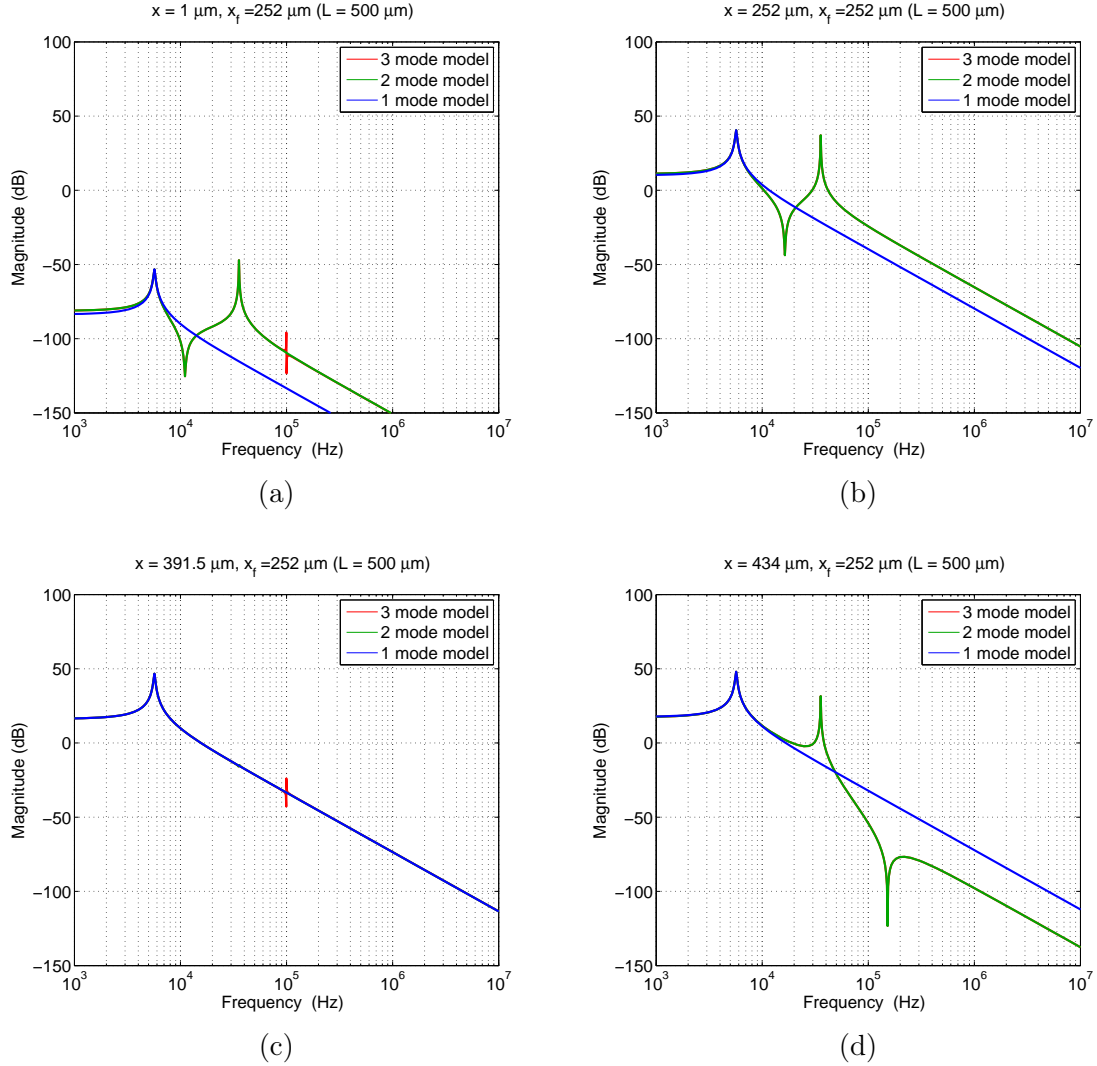 x = 1 μm, x_f =252 μm (L = 500 μm)
100
50
0
−50
−100
−150
Magnitude (dB)
3 mode model
2 mode model
1 mode model
10^3 10^4 10^5 10^6 10^7
Frequency (Hz)
(a)
x = 252 μm, x_f =252 μm (L = 500 μm)
100
50
0
−50
−100
−150
Magnitude (dB)
3 mode model
2 mode model
1 mode model
10^3 10^4 10^5 10^6 10^7
Frequency (Hz)
(b)
x = 391.5 μm, x_f =252 μm (L = 500 μm)
100
50
0
−50
−100
−150
Magnitude (dB)
3 mode model
2 mode model
1 mode model
10^3 10^4 10^5 10^6 10^7
Frequency (Hz)
(c)
x = 434 μm, x_f =252 μm (L = 500 μm)
100
50
0
−50
−100
−150
Magnitude (dB)
3 mode model
2 mode model
1 mode model
10^3 10^4 10^5 10^6 10^7
Frequency (Hz)
(d)